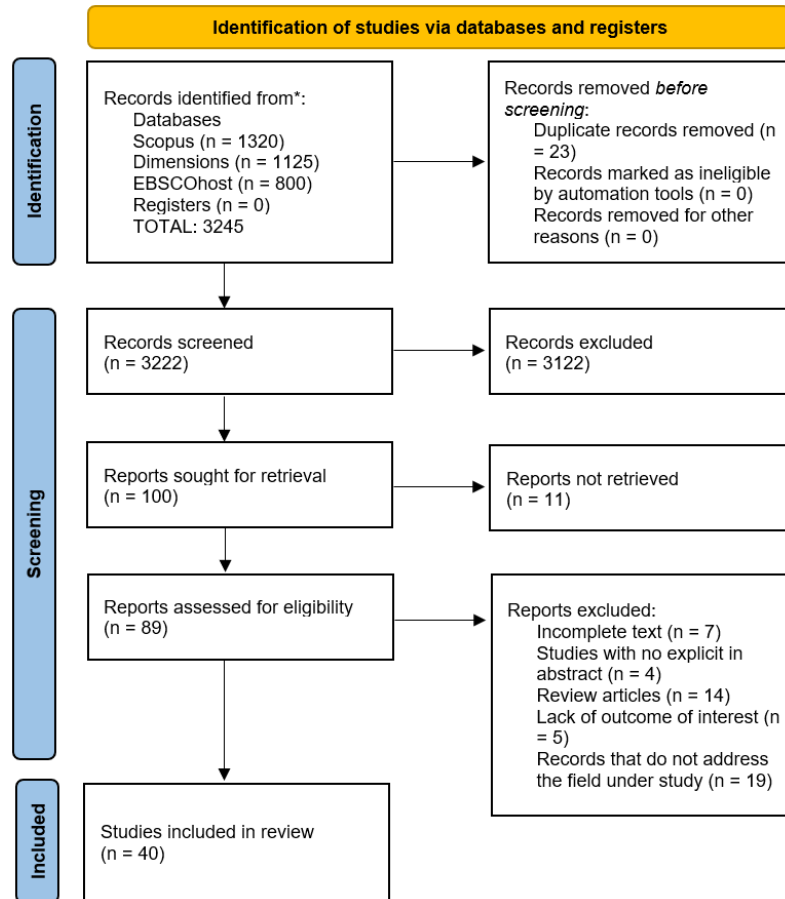 Identification of studies via databases and registers
Identification
Records identified from*:
Databases
Scopus (n = 1320)
Dimensions (n = 1125)
EBSCOhost (n = 800)
Registers (n = 0)
TOTAL: 3245
Records removed before
screening:
Duplicate records removed (n
= 23)
Records marked as ineligible
by automation tools (n = 0)
Records removed for other
reasons (n = 0)
Screening
Records screened
(n = 3222)
Records excluded
(n = 3122)
Reports sought for retrieval
(n = 100)
Reports not retrieved
(n = 11)
Reports assessed for eligibility
(n = 89)
Reports excluded:
Incomplete text (n = 7)
Studies with no explicit in
abstract (n = 4)
Review articles (n = 14)
Lack of outcome of interest (n
= 5)
Records that do not address
the field under study (n = 19)
Included
Studies included in review
(n = 40)